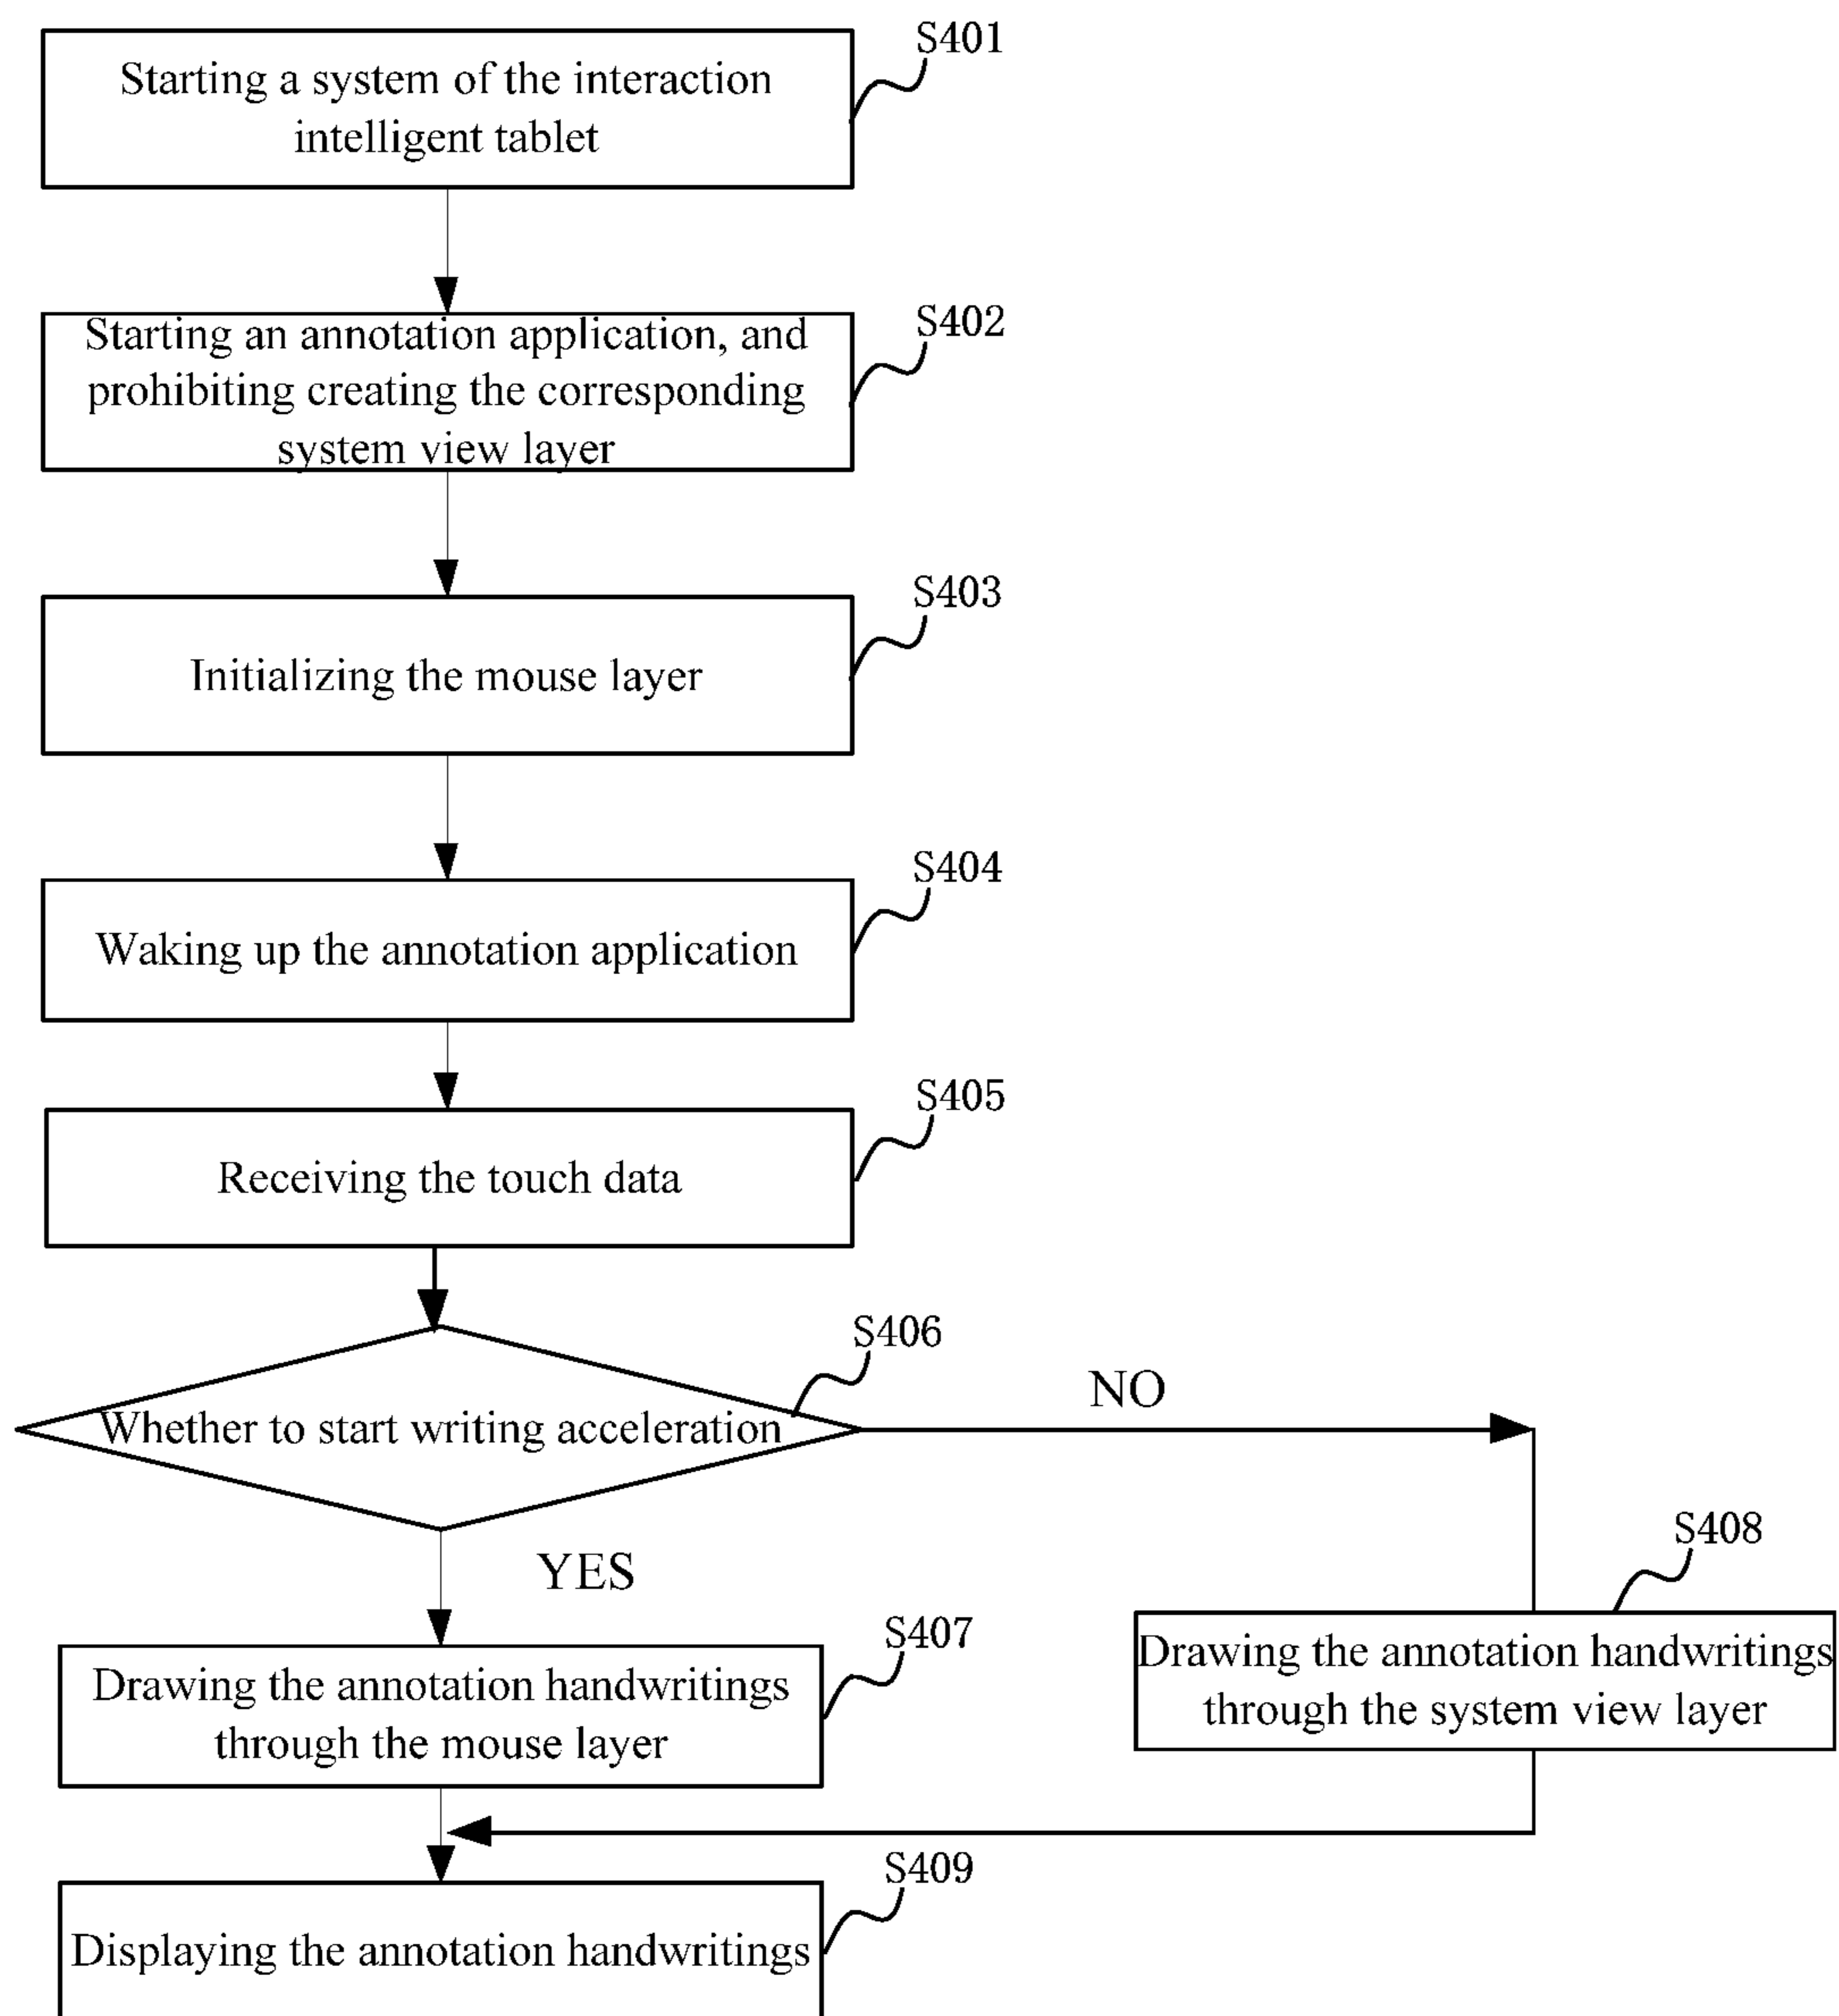 S401
Starting a system of the interaction
intelligent tablet
S402
Starting an annotation application, and
prohibiting creating the corresponding
system view layer
S403
Initializing the mouse layer
S404
Waking up the annotation application
S405
Receiving the touch data
S406
Whether to start writing acceleration
NO
YES
S407
Drawing the annotation handwritings
through the mouse layer
S408
Drawing the annotation handwritings
through the system view layer
S409
Displaying the annotation handwritings